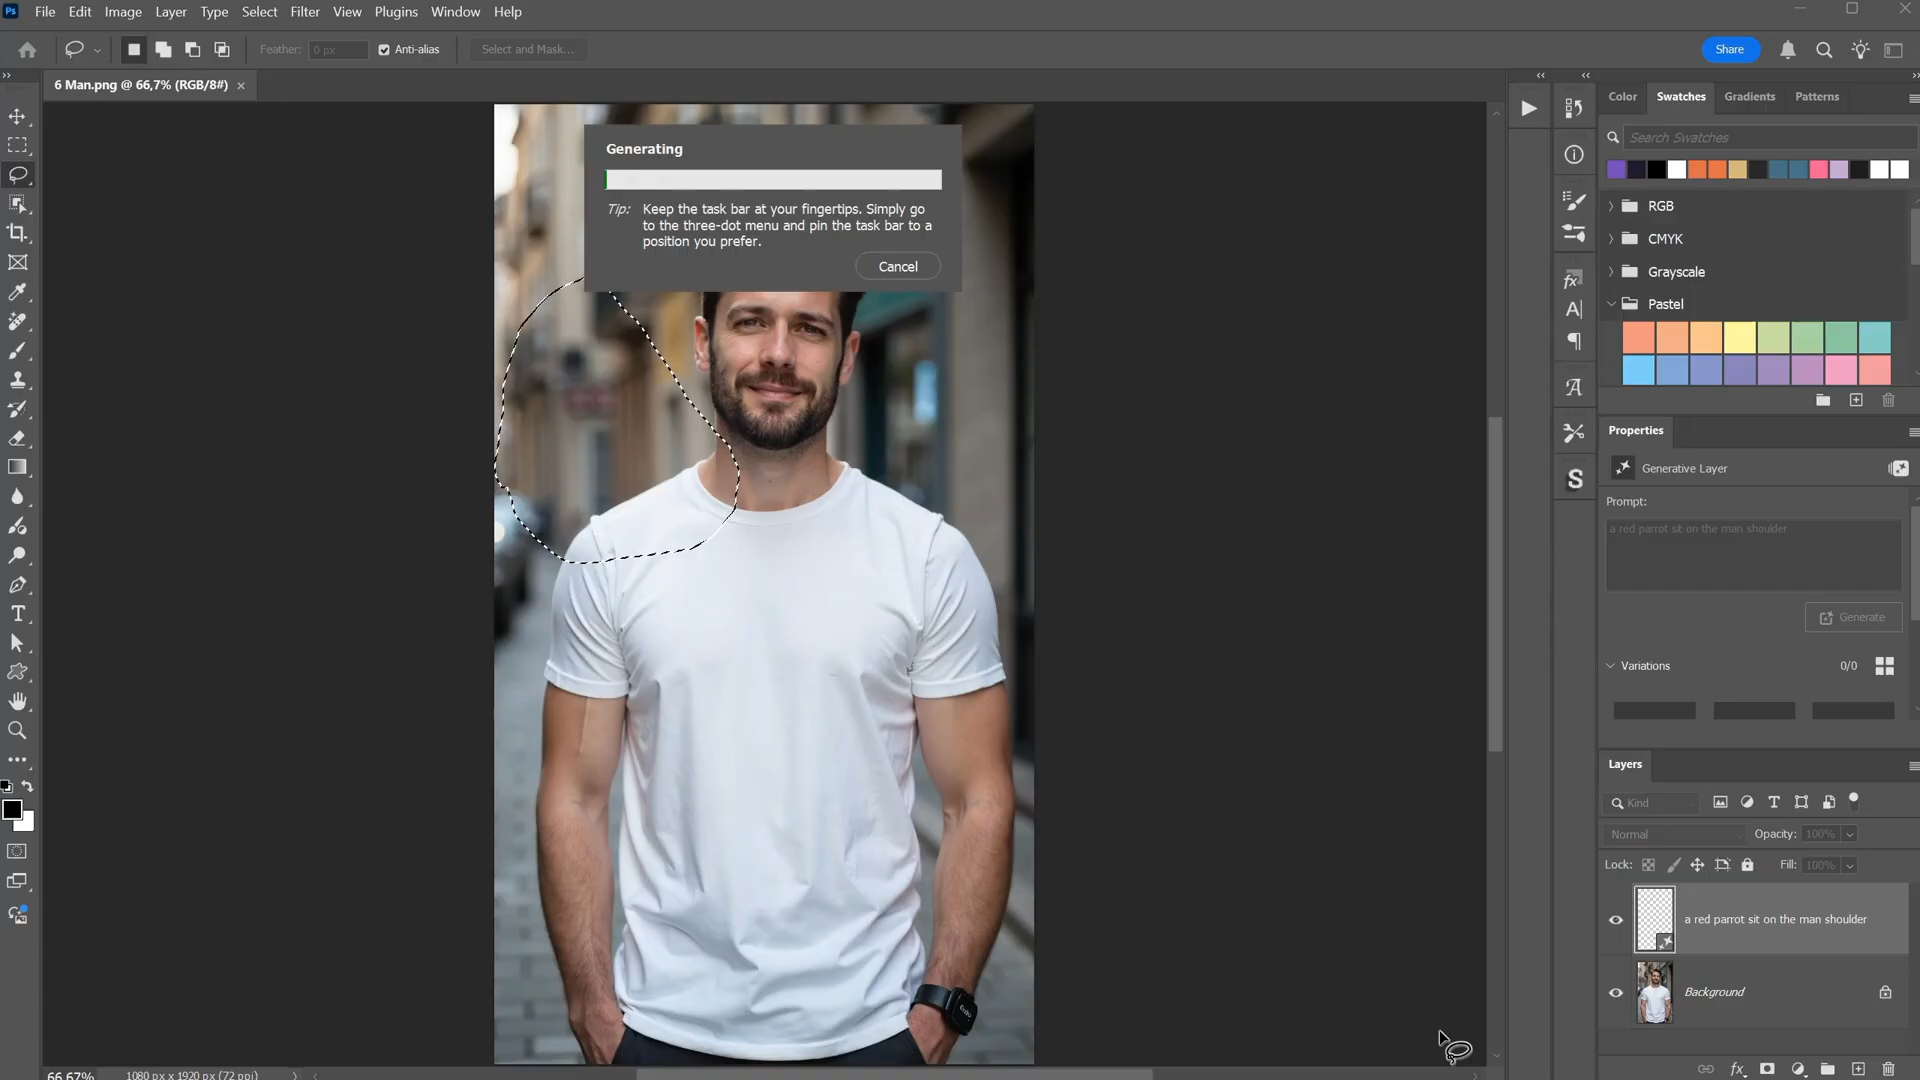 Ps File Edit Image Layer Type Select Filter View Plugins Window Help
Feather: 0 px Anti-alias Select and Mask... Share
6 Man.png @ 66,7% (RGB/8#) ×
Color Swatches Gradients Patterns
Search Swatches
RGB
CMYK
Grayscale
Pastel
Generating
Tip: Keep the task bar at your fingertips. Simply go
to the three-dot menu and pin the task bar to a
position you prefer.
Cancel
Properties
Generative Layer
Prompt:
a red parrot sit on the man shoulder
Generate
Variations 0/0
Layers
Kind
Normal Opacity: 100%
Lock: Fill: 100%
a red parrot sit on the man shoulder
Background
66,67% 1080 px x 1920 px (72 ppi)